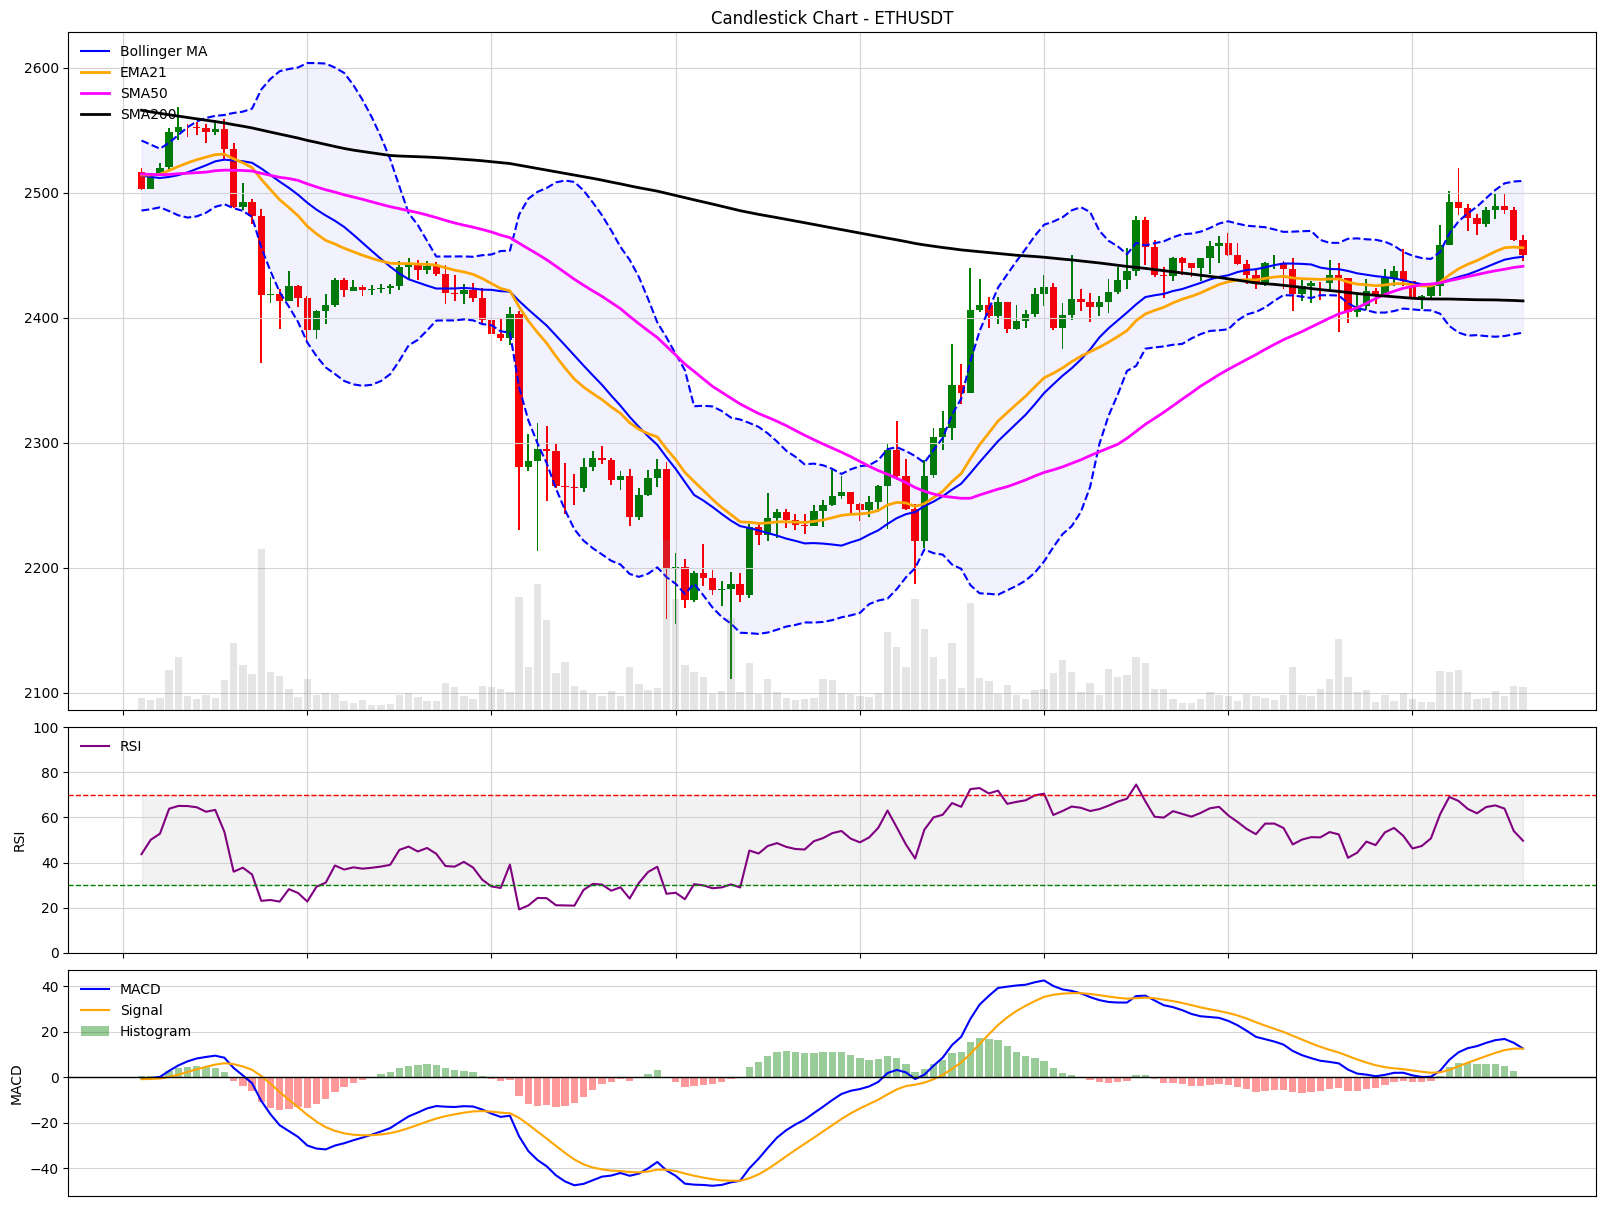 Candlestick Chart - ETHUSDT
Bollinger MA
EMA21
SMA50
SMA200
2600
2500
2400
2300
2200
2100
RSI
100
80
60
40
20
0
RSI
MACD
Signal
Histogram
40
20
0
−20
−40
MACD